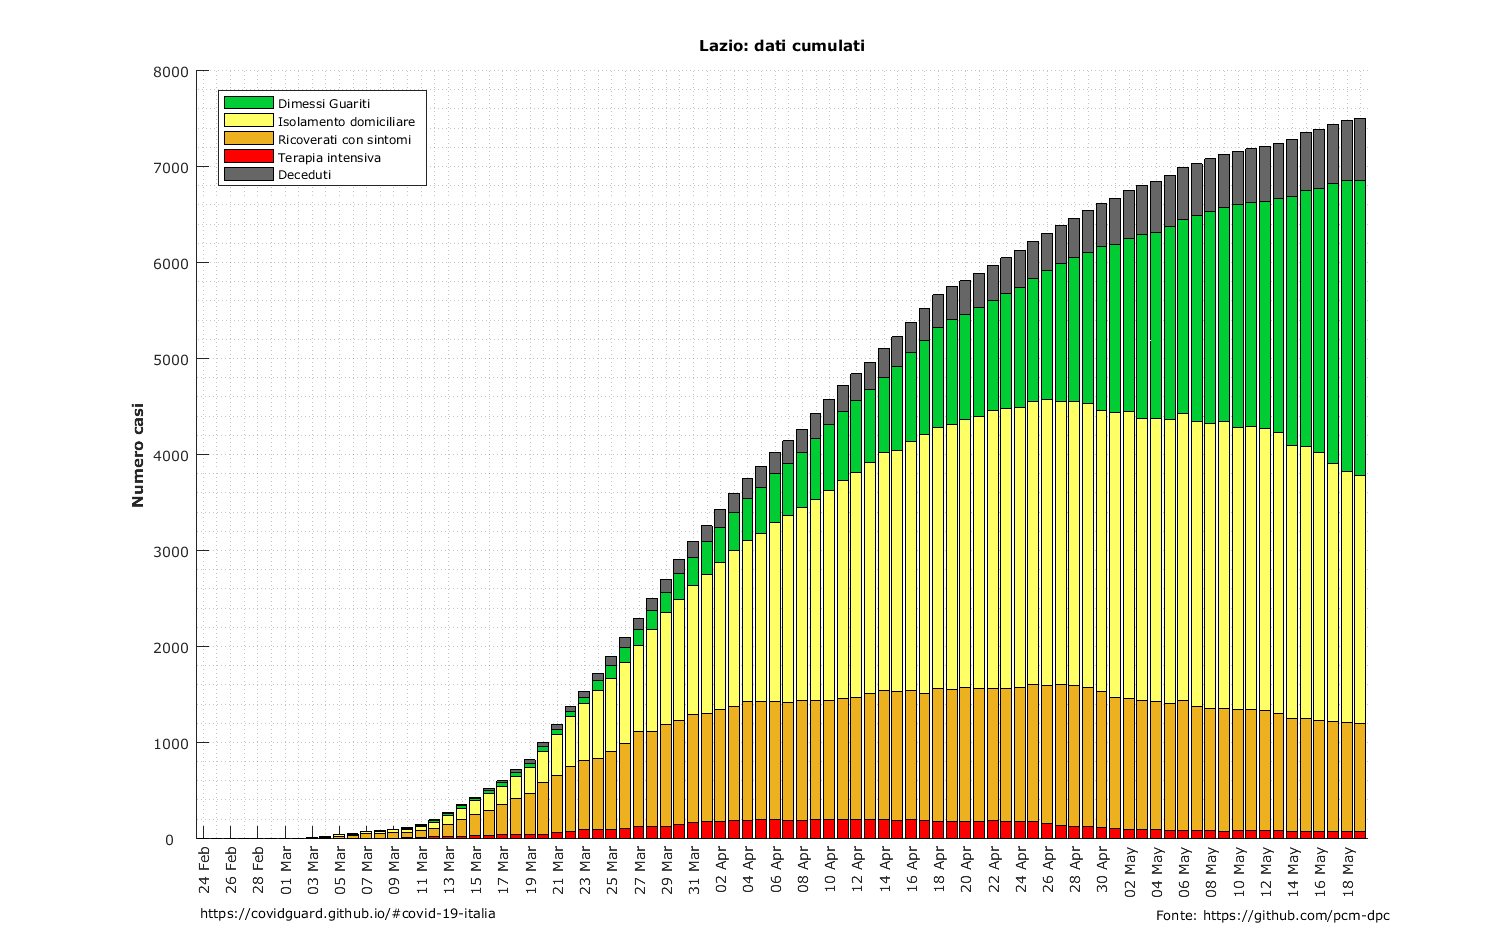 Lazio: dati cumulati
8000
7000
6000
5000
4000
3000
2000
1000
0
Numero casi
Dimessi Guariti
Isolamento domiciliare
Ricoverati con sintomi
Terapia intensiva
Deceduti
24 Feb
26 Feb
28 Feb
01 Mar
03 Mar
05 Mar
07 Mar
09 Mar
11 Mar
13 Mar
15 Mar
17 Mar
19 Mar
21 Mar
23 Mar
25 Mar
27 Mar
29 Mar
31 Mar
02 Apr
04 Apr
06 Apr
08 Apr
10 Apr
12 Apr
14 Apr
16 Apr
18 Apr
20 Apr
22 Apr
24 Apr
26 Apr
28 Apr
30 Apr
02 May
04 May
06 May
08 May
10 May
12 May
14 May
16 May
18 May
https://covidguard.github.io/#covid-19-italia
Fonte: https://github.com/pcm-dpc